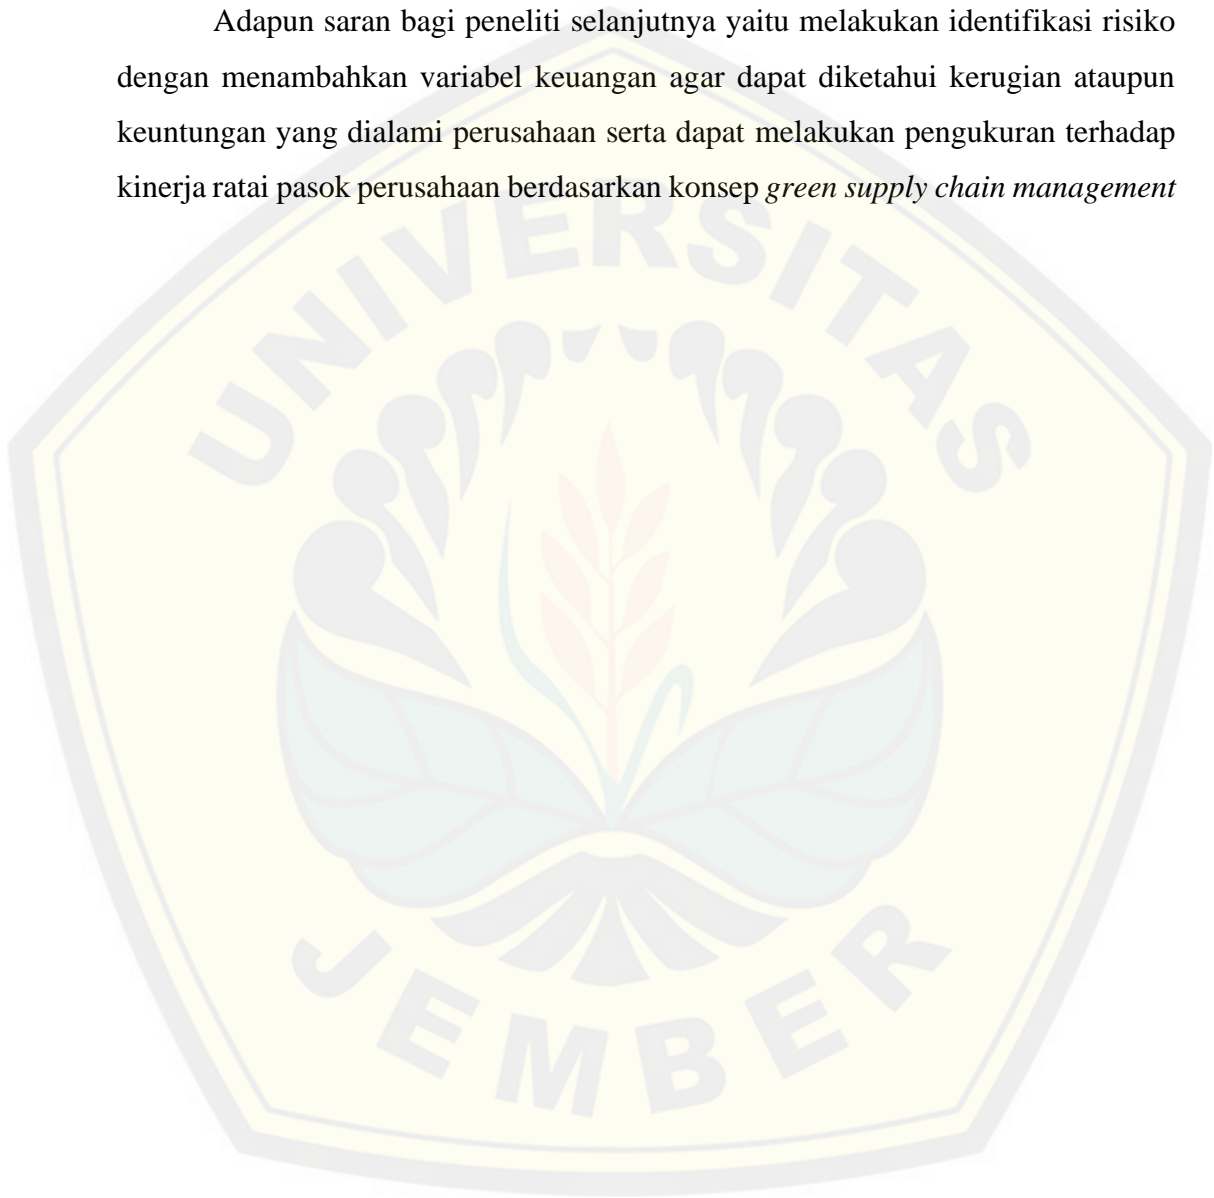 Adapun saran bagi peneliti selanjutnya yaitu melakukan identifikasi risiko
dengan menambahkan variabel keuangan agar dapat diketahui kerugian ataupun
keuntungan yang dialami perusahaan serta dapat melakukan pengukuran terhadap
kinerja ratai pasok perusahaan berdasarkan konsep green supply chain management
UNIVERSITAS
JEMBER